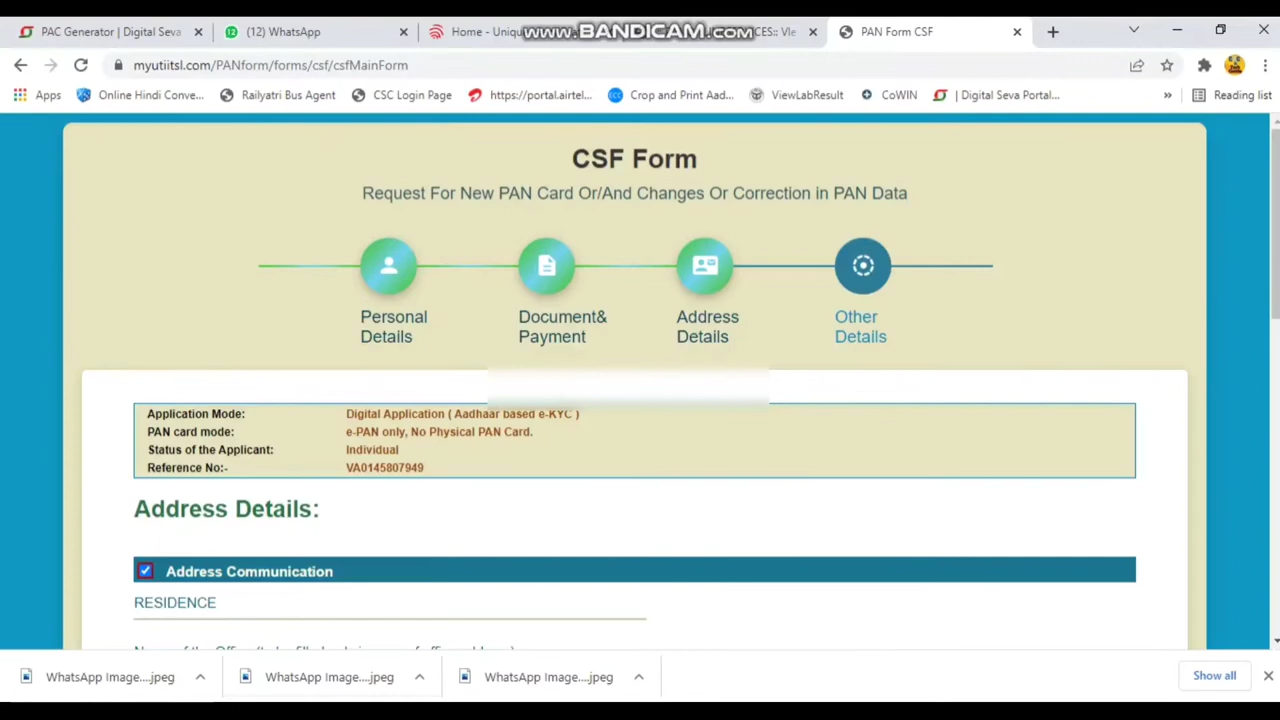 PAC Generator | Digital Seva
(12) WhatsApp
Home - Uniqu
www.BANDICAM.com
CES:: Vle
PAN Form CSF
myutiitsl.com/PANform/forms/csf/csfMainForm
Apps
Online Hindi Conve...
Railyatri Bus Agent
CSC Login Page
https://portal.airtel...
Crop and Print Aad...
ViewLabResult
CoWIN
| Digital Seva Portal...
»
Reading list
CSF Form
Request For New PAN Card Or/And Changes Or Correction in PAN Data
Personal Details
Document& Payment
Address Details
Other Details
Application Mode: Digital Application ( Aadhaar based e-KYC )
PAN card mode: e-PAN only, No Physical PAN Card.
Status of the Applicant: Individual
Reference No:- VA0145807949
Address Details:
Address Communication
RESIDENCE
WhatsApp Image....jpeg
WhatsApp Image....jpeg
WhatsApp Image....jpeg
Show all